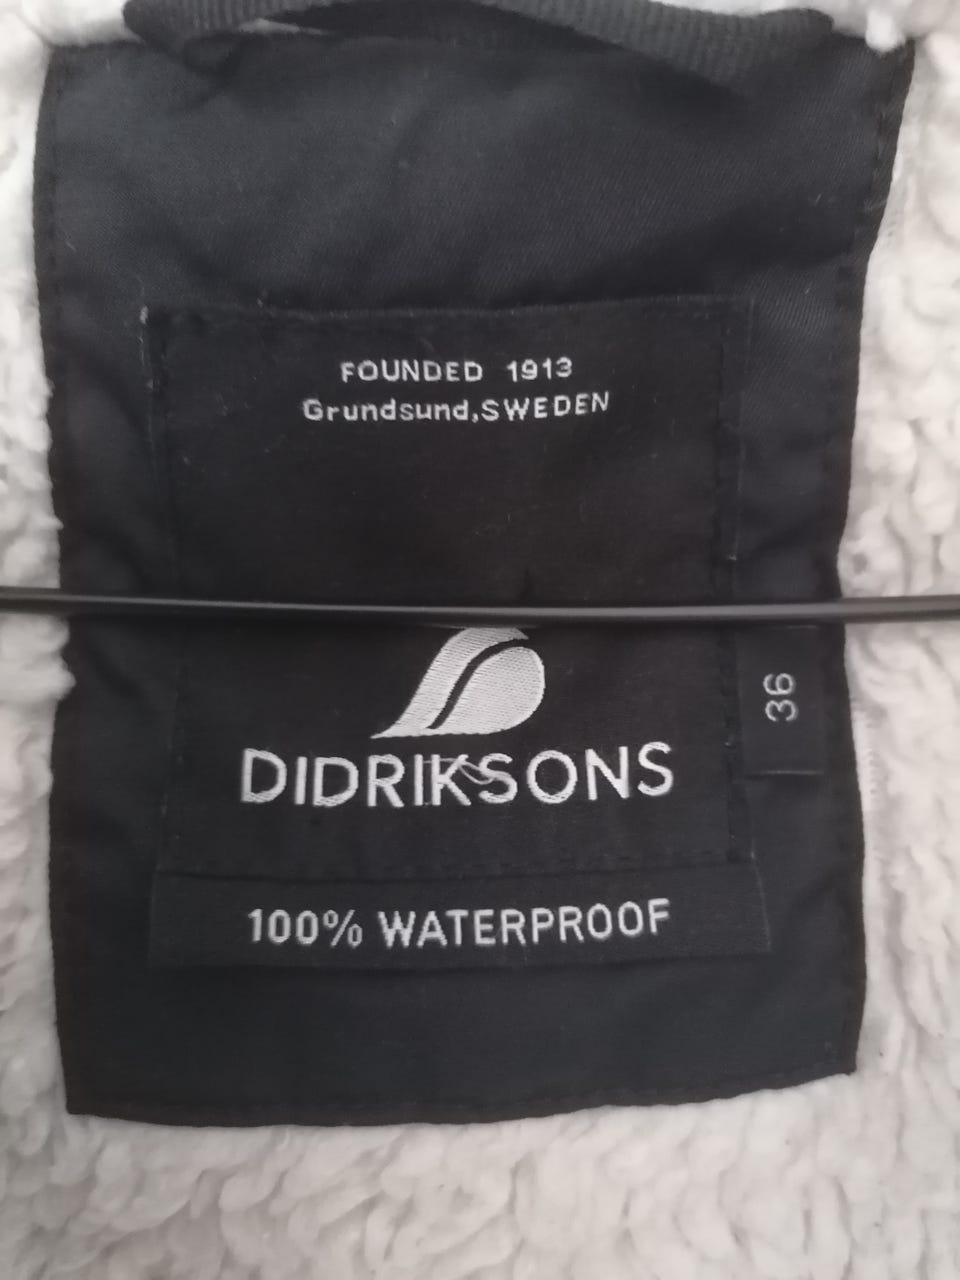 FOUNDED 1913
Grundsund,SWEDEN
DIDRIKSONS
36
100% WATERPROOF